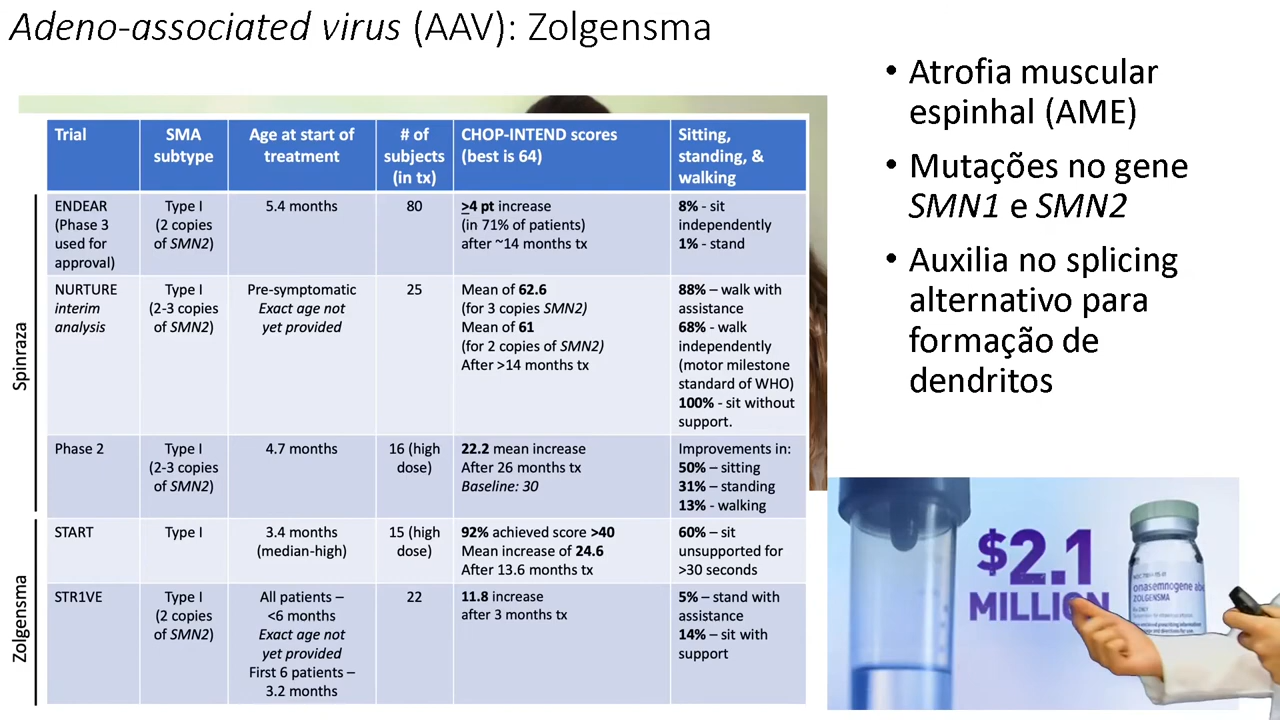 Adeno-associated virus (AAV): Zolgensma
Trial
SMA
subtype
Age at start of
treatment
# of
subjects
(in tx)
CHOP-INTEND scores
(best is 64)
Sitting,
standing, &
walking
Spinraza
ENDEAR
(Phase 3
used for
approval)
Type I
(2 copies
of SMN2)
5.4 months
80
≥4 pt increase
(in 71% of patients)
after ~14 months tx
8% - sit
independently
1% - stand
NURTURE
interim
analysis
Type I
(2-3 copies
of SMN2)
Pre-symptomatic
Exact age not
yet provided
25
Mean of 62.6
(for 3 copies SMN2)
Mean of 61
(for 2 copies of SMN2)
After >14 months tx
88% – walk with
assistance
68% - walk
independently
(motor milestone
standard of WHO)
100% - sit without
support.
Phase 2
Type I
(2-3 copies
of SMN2)
4.7 months
16 (high
dose)
22.2 mean increase
After 26 months tx
Baseline: 30
Improvements in:
50% – sitting
31% – standing
13% - walking
Zolgensma
START
Type I
3.4 months
(median-high)
15 (high
dose)
92% achieved score >40
Mean increase of 24.6
After 13.6 months tx
60% – sit
unsupported for
>30 seconds
STR1VE
Type I
(2 copies
of SMN2)
All patients –
<6 months
Exact age not
yet provided
First 6 patients –
3.2 months
22
11.8 increase
after 3 months tx
5% – stand with
assistance
14% – sit with
support
• Atrofia muscular
espinhal (AME)
• Mutações no gene
SMN1 e SMN2
• Auxilia no splicing
alternativo para
formação de
dendritos
$2.1
MILLION
onasemnogene abe
ZOLGENSMA